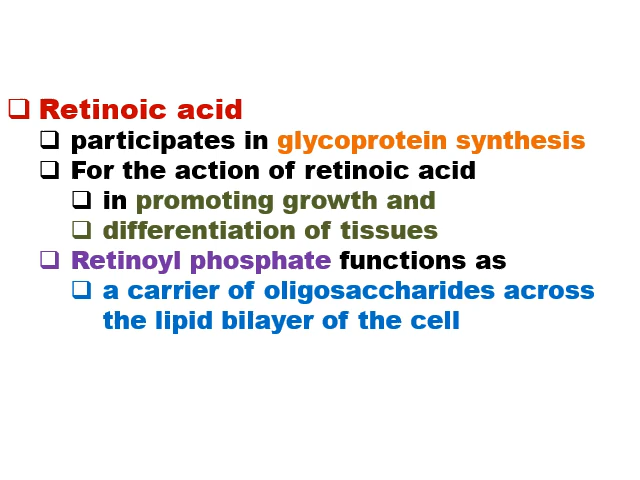 ❑ Retinoic acid
❑ participates in glycoprotein synthesis
❑ For the action of retinoic acid
❑ in promoting growth and
❑ differentiation of tissues
❑ Retinoyl phosphate functions as
❑ a carrier of oligosaccharides across
the lipid bilayer of the cell